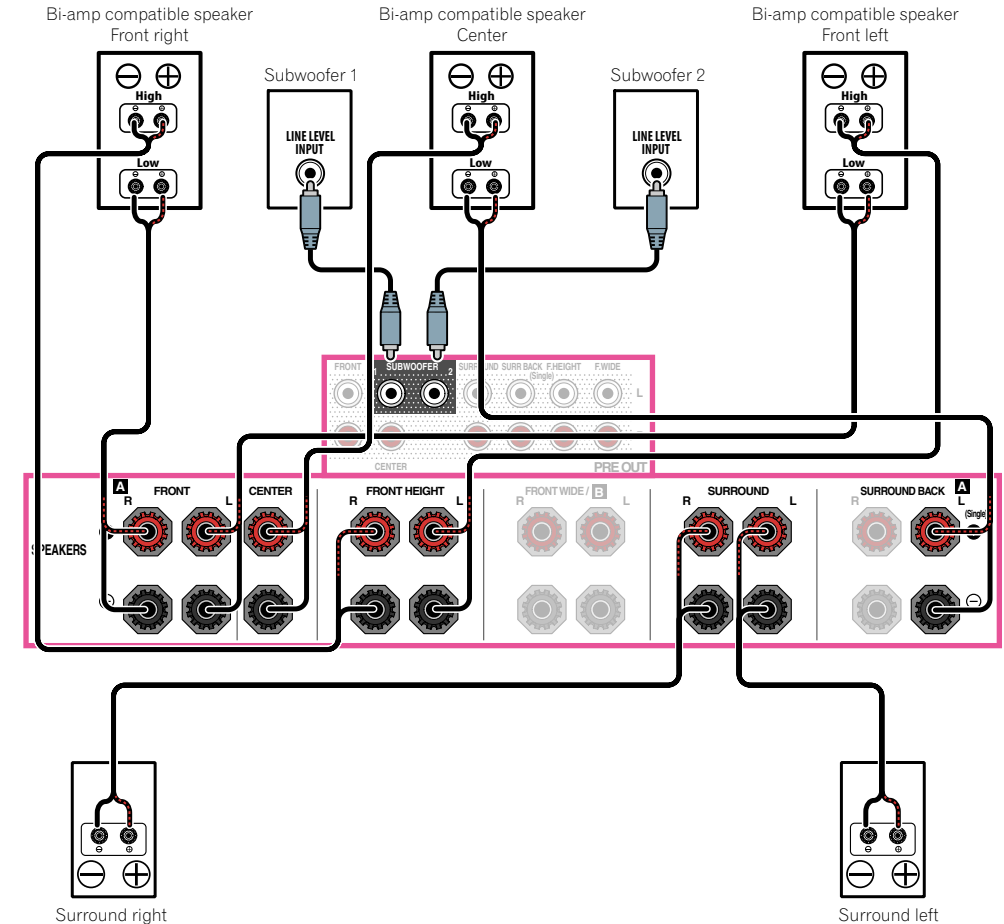 Bi-amp compatible speaker
Front right
Bi-amp compatible speaker
Center
Bi-amp compatible speaker
Front left
Subwoofer 1
Subwoofer 2
High
Low
LINE LEVEL
INPUT
High
Low
LINE LEVEL
INPUT
High
Low
FRONT
1
SUBWOOFER
2
SURR BACK
(Single)
F.HEIGHT
F.WIDE
L
CENTER
PRE OUT
A
FRONT
R
L
CENTER
FRONT HEIGHT
R
L
FRONT WIDE / B
R
L
SURROUND
R
L
SURROUND BACK
A
R
L
(Single)
SPEAKERS
Surround right
Surround left